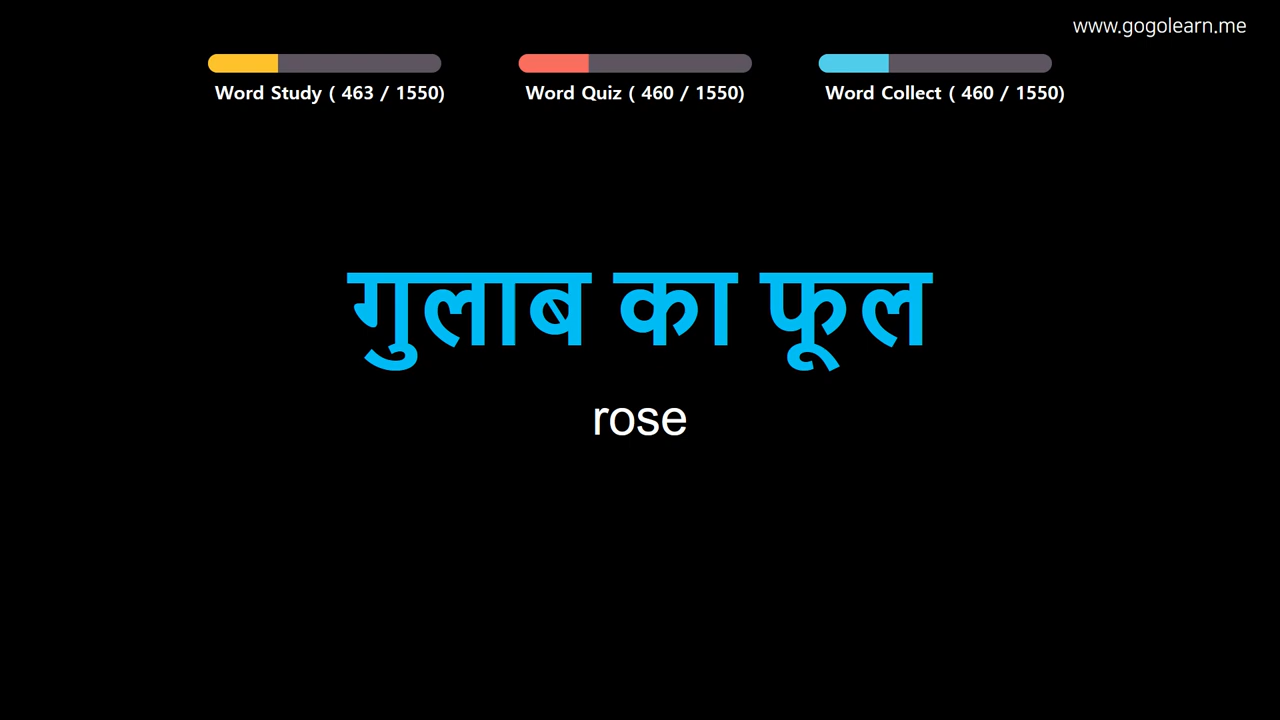 www.gogolearn.me
Word Study ( 463 / 1550)
Word Quiz ( 460 / 1550)
Word Collect ( 460 / 1550)
गुलाब का फूल
rose